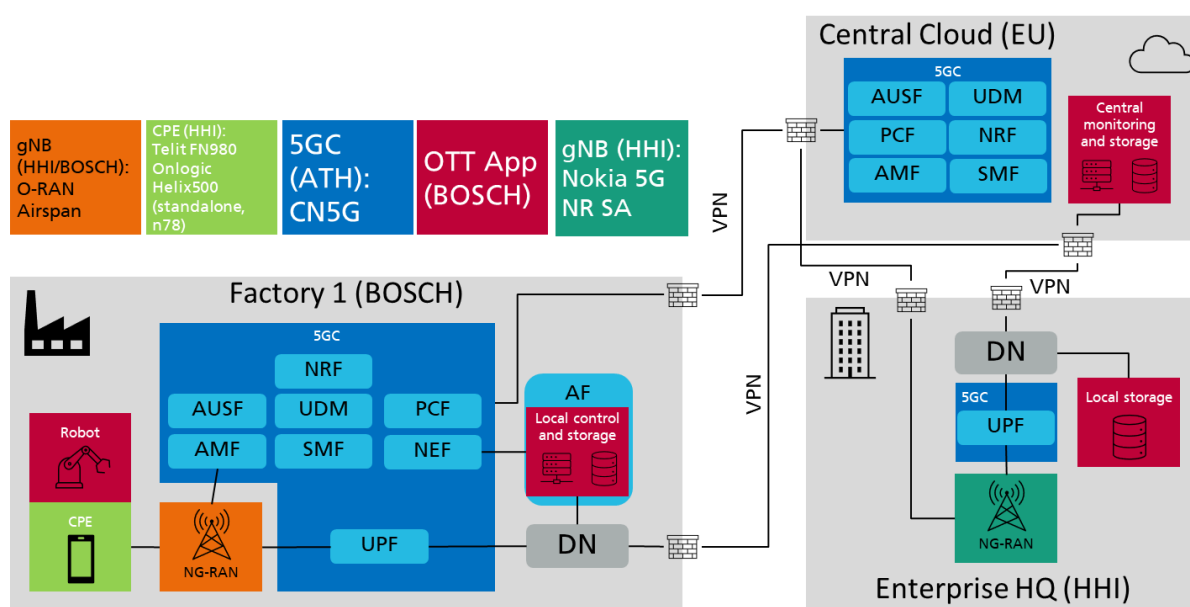 Central Cloud (EU)
5GC
AUSF
UDM
PCF
NRF
AMF
SMF
Central
monitoring
and storage
gNB
(HHI/BOSCH):
O-RAN
Airspan
CPE (HHI):
Telit FN980
Onlogic
Helix500
(standalone,
n78)
5GC
(ATH):
CN5G
OTT App
(BOSCH)
gNB (HHI):
Nokia 5G
NR SA
VPN
VPN
VPN
VPN
Factory 1 (BOSCH)
5GC
NRF
AUSF
UDM
PCF
AMF
SMF
NEF
AF
Local control
and storage
Robot
CPE
NG-RAN
UPF
DN
DN
5GC
UPF
Local storage
NG-RAN
Enterprise HQ (HHI)